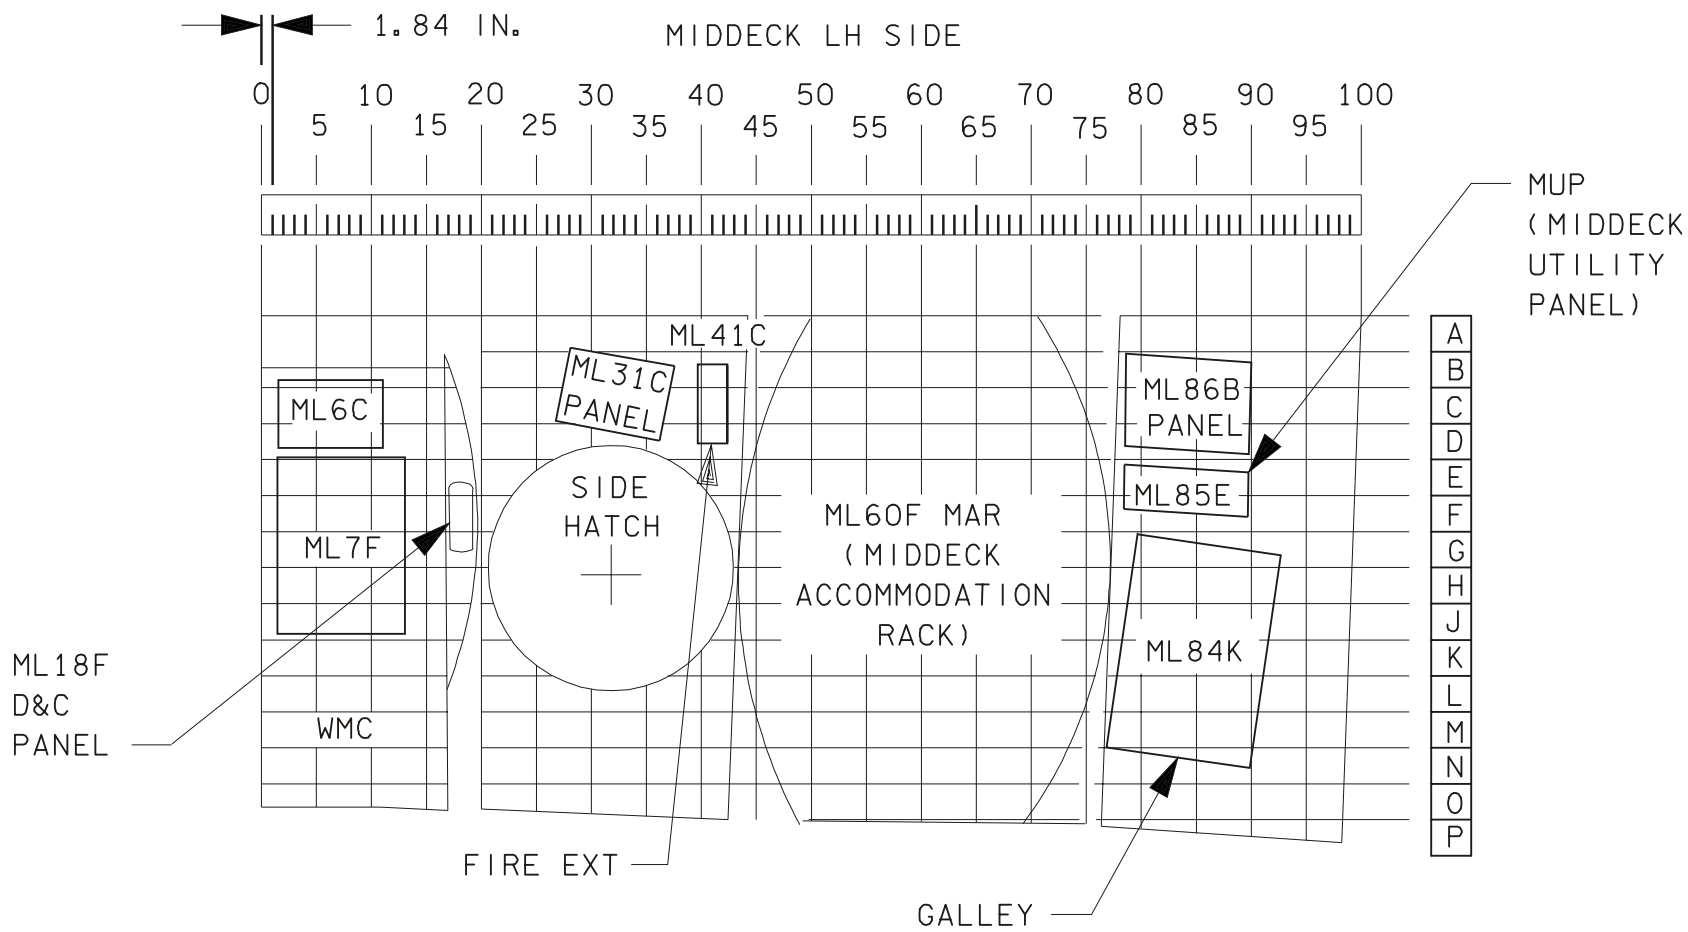 1.84 IN.
MIDDECK LH SIDE
0 10 20 30 40 50 60 70 80 90 100
5 15 25 35 45 55 65 75 85 95
MUP
(MIDDECK
UTILITY
PANEL)
A
B
C
D
E
F
G
H
J
K
L
M
N
O
P
ML41C
ML31C
PANEL
ML6C
ML86B
PANEL
SIDE
HATCH
ML85E
ML60F MAR
(MIDDECK
ACCOMMODATION
RACK)
ML7F
ML84K
ML18F
D&C
PANEL
WMC
FIRE EXT
GALLEY